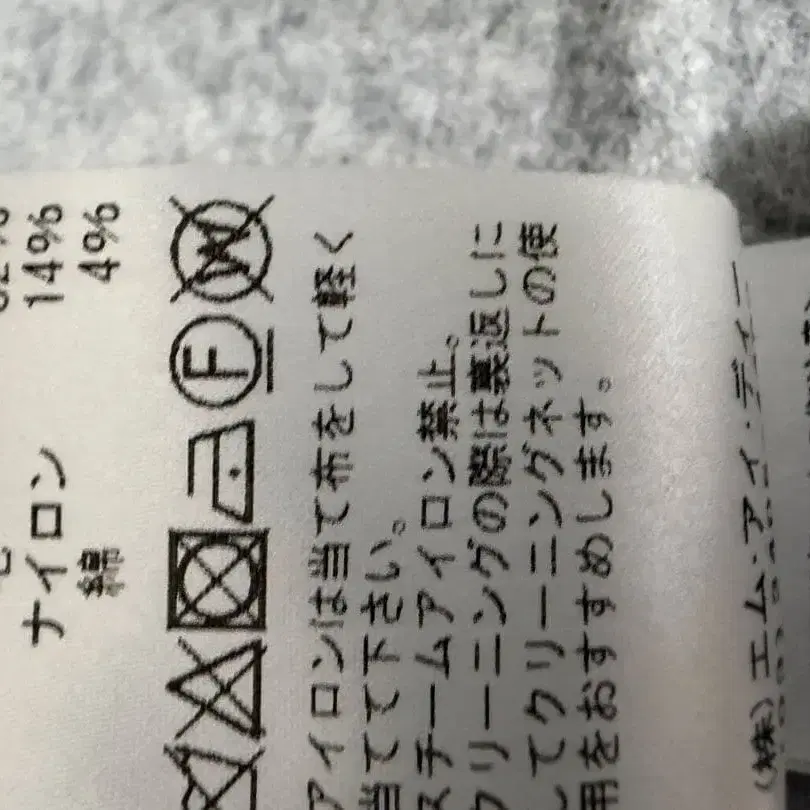 ナイロン 14%
綿 4%
F
W
アイロンは当て布をして軽く
当てて下さい。
スチームアイロン禁止。
クリーニングの際は裏返しに
してクリーニングネットの使
用をおすすめします。
(株)エム・アイ・ディー